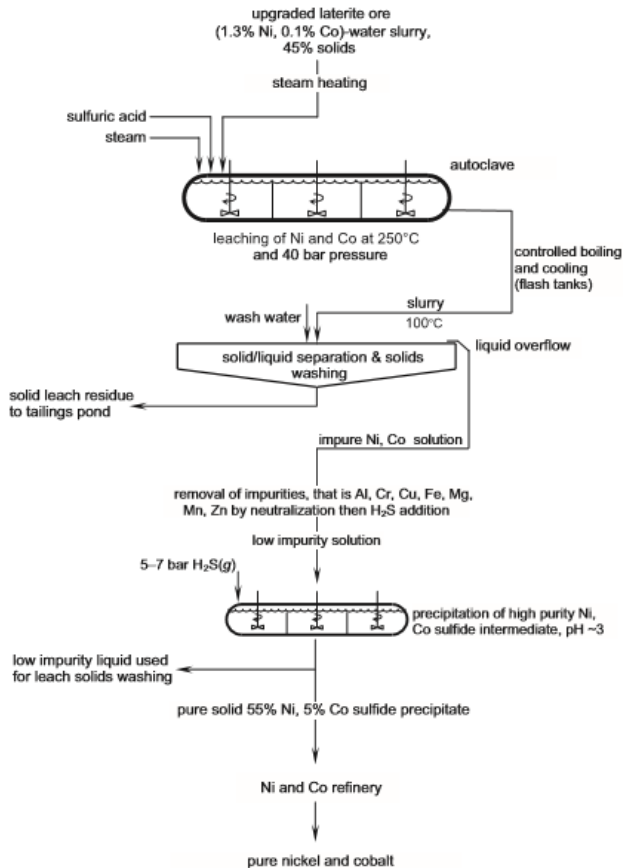 upgraded laterite ore
(1.3% Ni, 0.1% Co)-water slurry,
45% solids
steam heating
sulfuric acid
steam
autoclave
leaching of Ni and Co at 250°C
and 40 bar pressure
controlled boiling
and cooling
(flash tanks)
slurry
wash water
100°C
liquid overflow
solid/liquid separation & solids
washing
solid leach residue
to tailings pond
impure Ni, Co solution
removal of impurities, that is Al, Cr, Cu, Fe, Mg,
Mn, Zn by neutralization then H₂S addition
low impurity solution
5–7 bar H₂S(g)
precipitation of high purity Ni,
Co sulfide intermediate, pH ~3
low impurity liquid used
for leach solids washing
pure solid 55% Ni, 5% Co sulfide precipitate
Ni and Co refinery
pure nickel and cobalt